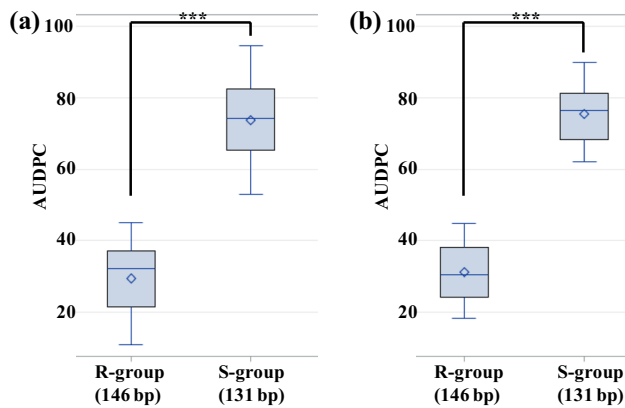 (a)
***
100
80
60
40
20
AUDPC
R-group
(146 bp)
S-group
(131 bp)
(b)
***
100
80
60
40
20
AUDPC
R-group
(146 bp)
S-group
(131 bp)